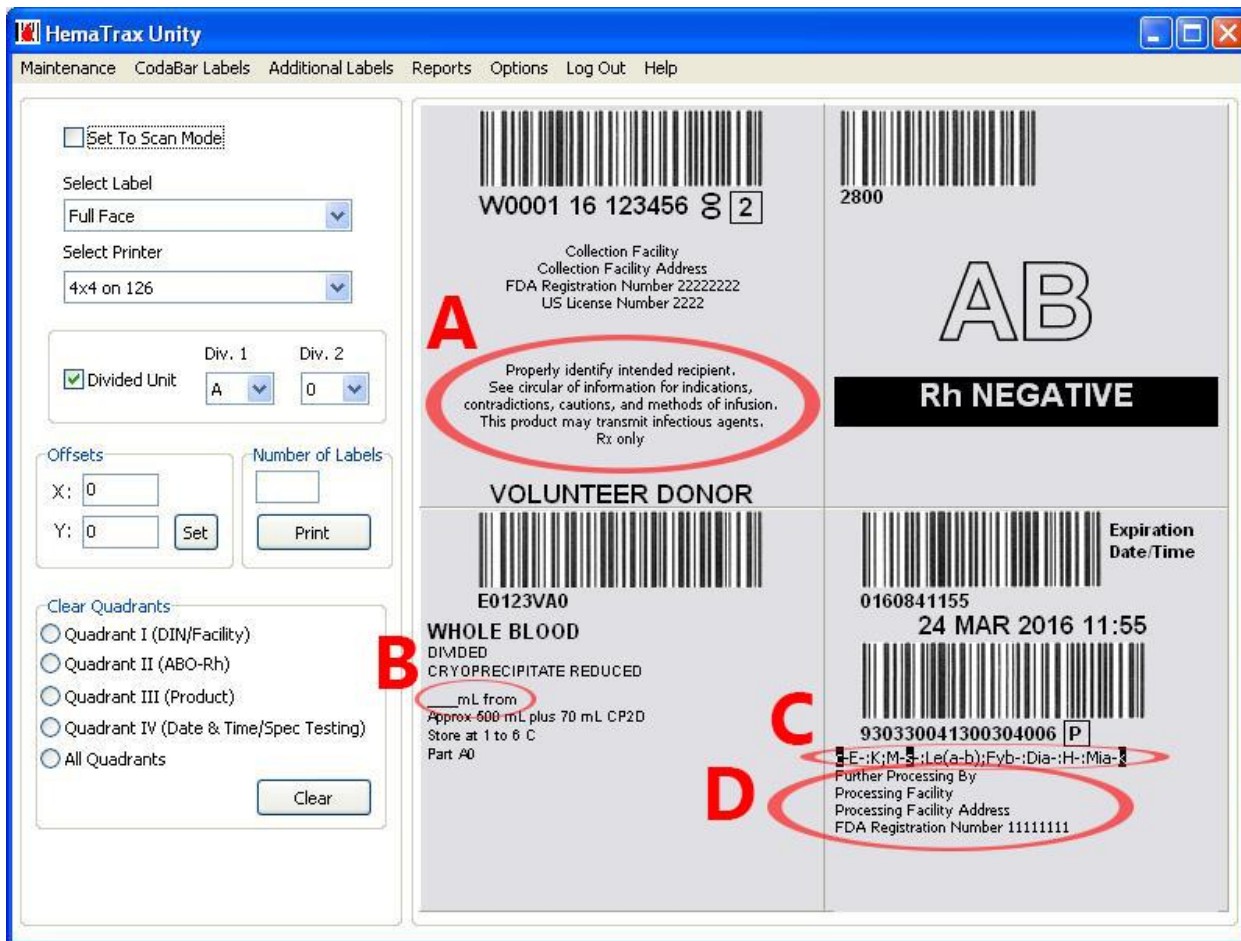 HemaTrax Unity
Maintenance CodaBar Labels Additional Labels Reports Options Log Out Help
Set To Scan Mode
Select Label
Full Face
Select Printer
4x4 on 126
Divided Unit
Div. 1 Div. 2
A 0
Offsets
X: 0
Y: 0
Set
Number of Labels
Print
Clear Quadrants
Quadrant I (DIN/Facility)
Quadrant II (ABO-Rh)
Quadrant III (Product)
Quadrant IV (Date & Time/Spec Testing)
All Quadrants
Clear
W0001 16 123456 00 2
Collection Facility
Collection Facility Address
FDA Registration Number 22222222
US License Number 2222
A
Properly identify intended recipient.
See circular of information for indications,
contradictions, cautions, and methods of infusion.
This product may transmit infectious agents.
Rx only
VOLUNTEER DONOR
2800
AB
Rh NEGATIVE
E0123VA0
WHOLE BLOOD
DIVIDED
CRYOPRECIPITATE REDUCED
B
____mL from
Approx 500 mL plus 70 mL CP2D
Store at 1 to 6 C
Part A0
Expiration
Date/Time
0160841155
24 MAR 2016 11:55
930330041300304006 P
C
-E-:K;M-s-:Le(a-b);Fyb-:Dia-:H-:Mia-k
D
Further Processing By
Processing Facility
Processing Facility Address
FDA Registration Number 11111111